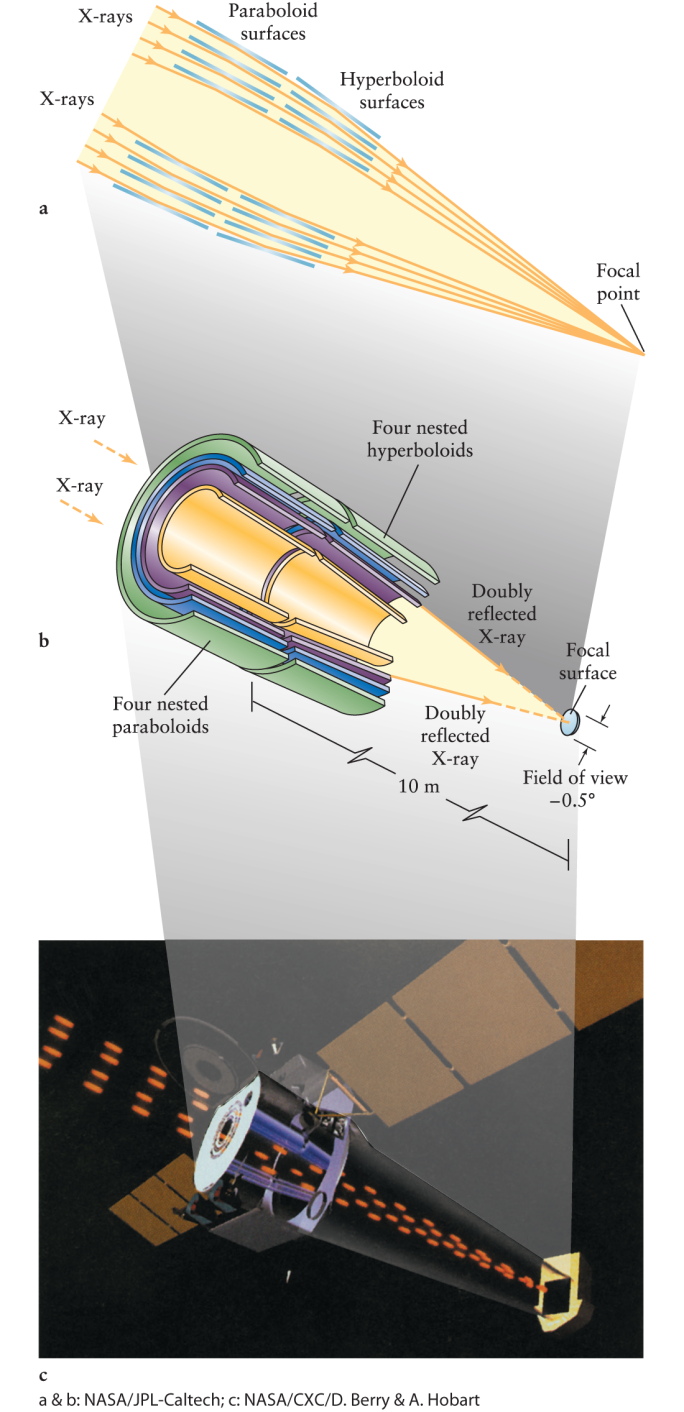 X-rays
Paraboloid
surfaces
Hyperboloid
surfaces
X-rays
a
Focal
point
X-ray
Four nested
hyperboloids
X-ray
Doubly
reflected
X-ray
b
Focal
surface
Four nested
paraboloids
Doubly
reflected
X-ray
Field of view
−0.5°
10 m
c
a & b: NASA/JPL-Caltech; c: NASA/CXC/D. Berry & A. Hobart